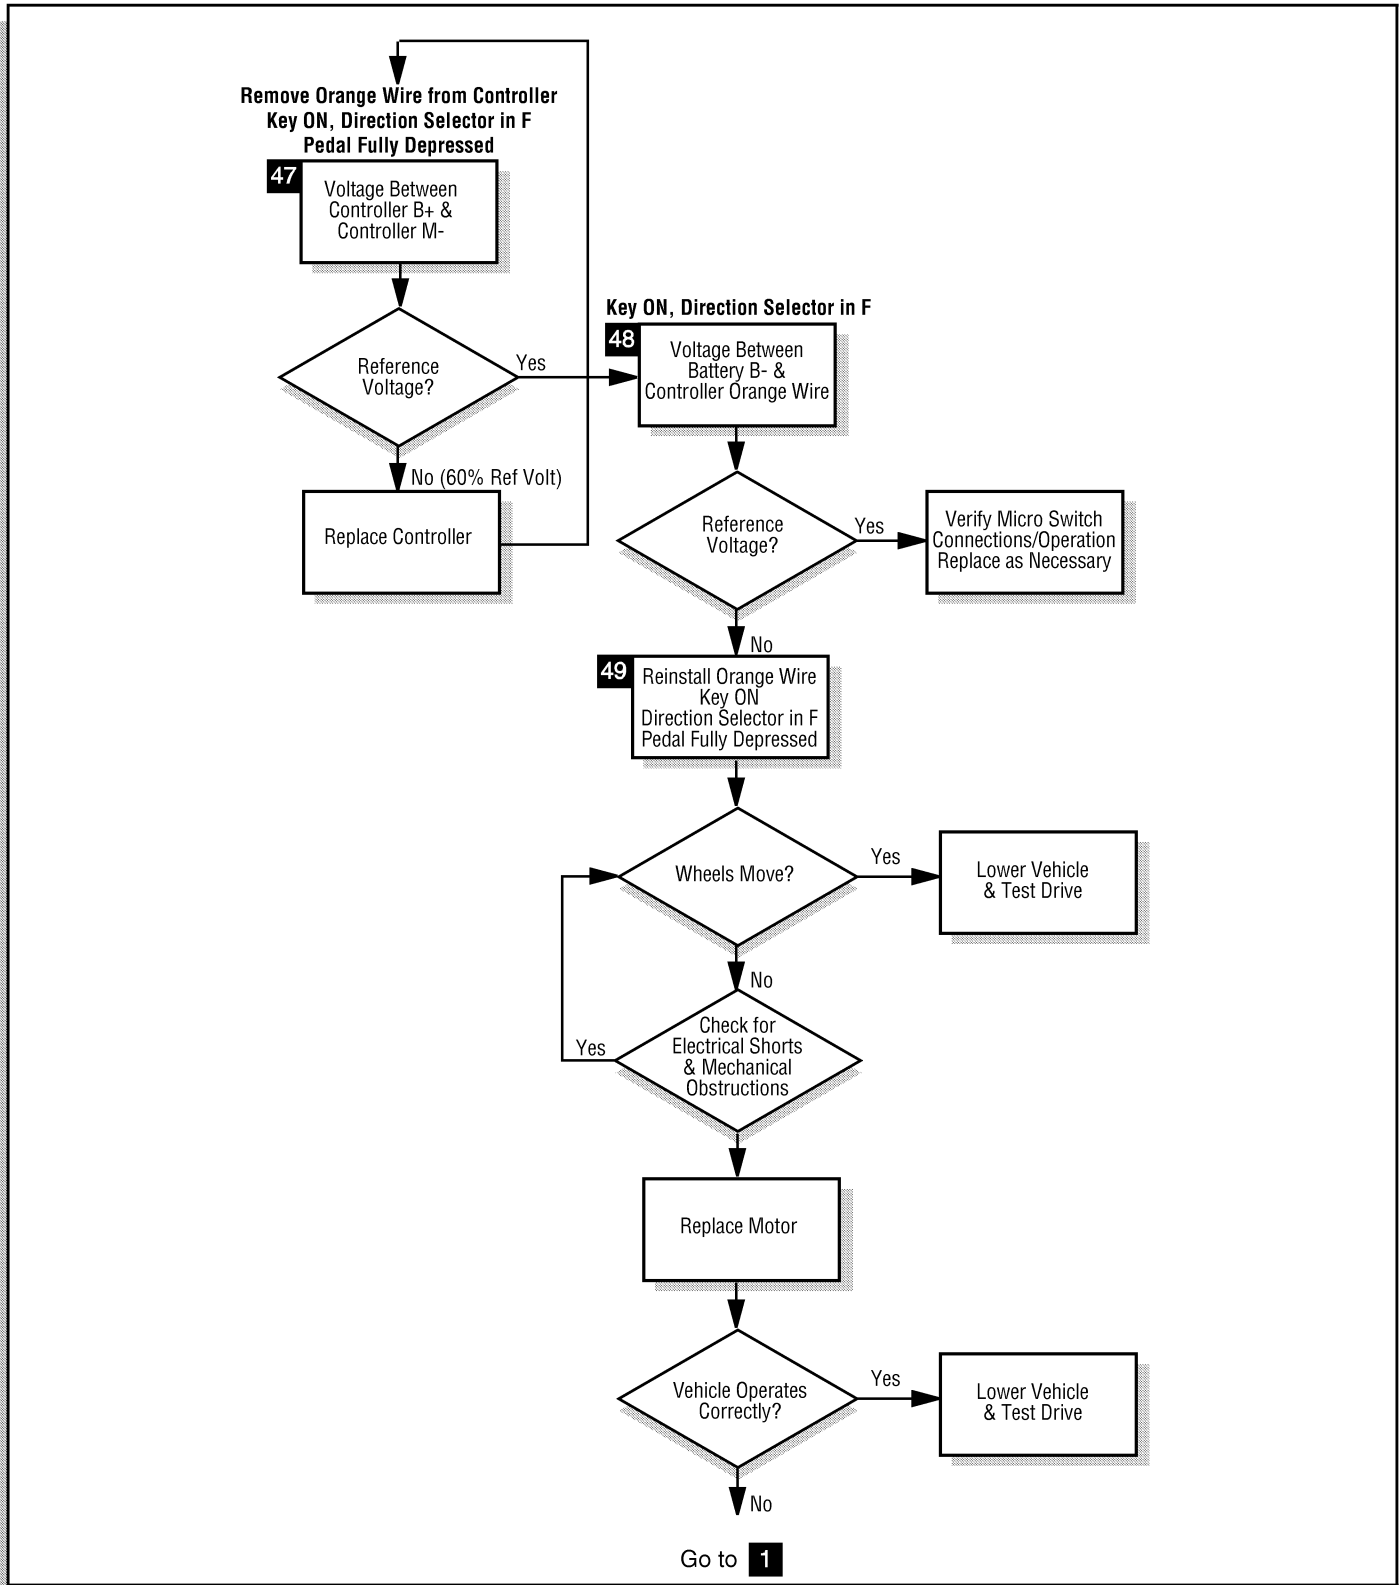 Remove Orange Wire from Controller
Key ON, Direction Selector in F
Pedal Fully Depressed
47
Voltage Between
Controller B+ &
Controller M-
Reference
Voltage?
Yes
No (60% Ref Volt)
Replace Controller
Key ON, Direction Selector in F
48
Voltage Between
Battery B- &
Controller Orange Wire
Reference
Voltage?
Yes
Verify Micro Switch
Connections/Operation
Replace as Necessary
No
49
Reinstall Orange Wire
Key ON
Direction Selector in F
Pedal Fully Depressed
Wheels Move?
Yes
Lower Vehicle
& Test Drive
No
Check for
Electrical Shorts
& Mechanical
Obstructions
Yes
Replace Motor
Vehicle Operates
Correctly?
Yes
Lower Vehicle
& Test Drive
No
Go to 1